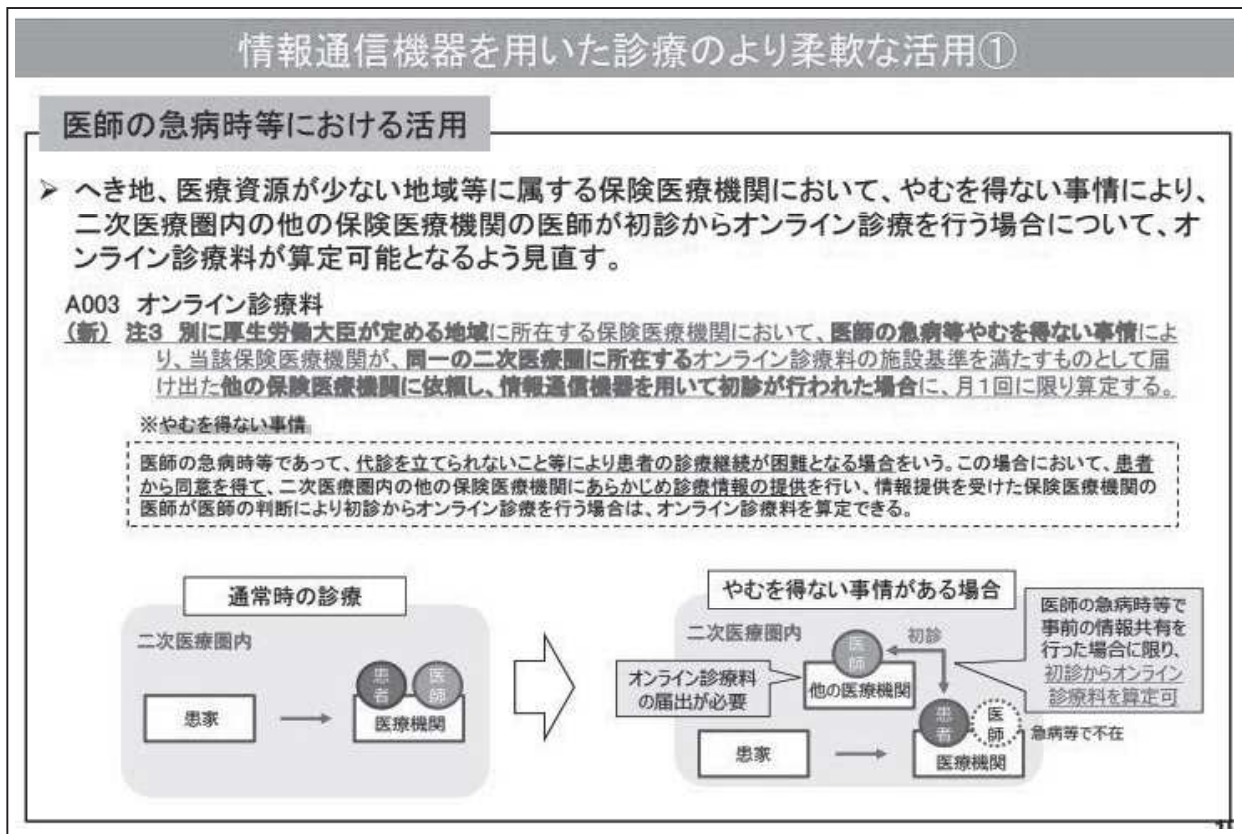 情報通信機器を用いた診療のより柔軟な活用①
医師の急病時等における活用
➢ へき地、医療資源が少ない地域等に属する保険医療機関において、やむを得ない事情により、
二次医療圏内の他の保険医療機関の医師が初診からオンライン診療を行う場合について、オ
ンライン診療料が算定可能となるよう見直す。
A003 オンライン診療料
(新) 注3 別に厚生労働大臣が定める地域に所在する保険医療機関において、医師の急病等やむを得ない事情によ
り、当該保険医療機関が、同一の二次医療圏に所在するオンライン診療料の施設基準を満たすものとして届
け出た他の保険医療機関に依頼し、情報通信機器を用いて初診が行われた場合に、月1回に限り算定する。
※やむを得ない事情
医師の急病時等であって、代診を立てられないこと等により患者の診療継続が困難となる場合をいう。この場合において、患者
から同意を得て、二次医療圏内の他の保険医療機関にあらかじめ診療情報の提供を行い、情報提供を受けた保険医療機関の
医師が医師の判断により初診からオンライン診療を行う場合は、オンライン診療料を算定できる。
通常時の診療
二次医療圏内
患者
医師
患家
医療機関
やむを得ない事情がある場合
二次医療圏内
医師
初診
オンライン診療料
の届出が必要
他の医療機関
医師の急病時等で
事前の情報共有を
行った場合に限り、
初診からオンライン
診療料を算定可
患者
医師
急病等で不在
患家
医療機関